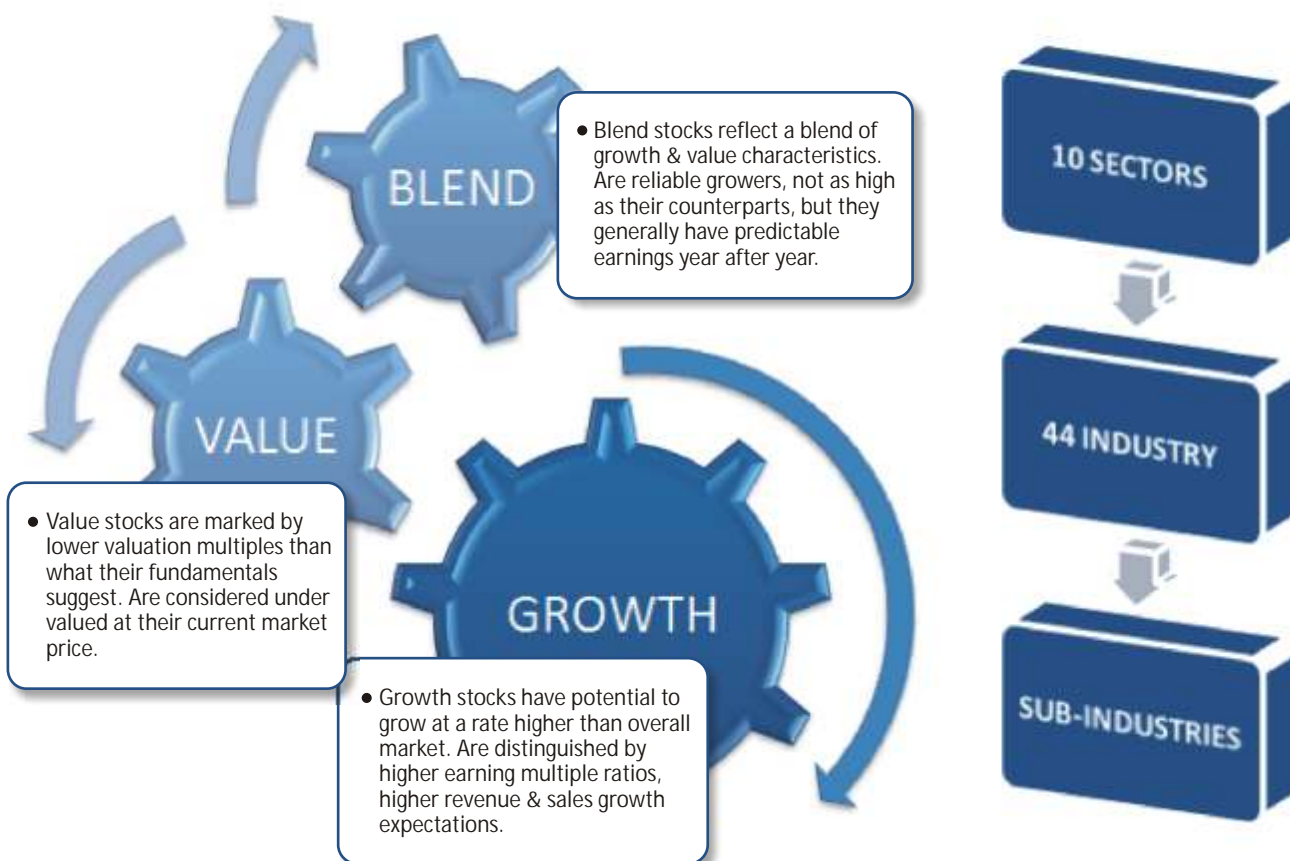 BLEND
• Blend stocks reflect a blend of
growth & value characteristics.
Are reliable growers, not as high
as their counterparts, but they
generally have predictable
earnings year after year.
VALUE
• Value stocks are marked by
lower valuation multiples than
what their fundamentals
suggest. Are considered under
valued at their current market
price.
GROWTH
• Growth stocks have potential to
grow at a rate higher than overall
market. Are distinguished by
higher earning multiple ratios,
higher revenue & sales growth
expectations.
10 SECTORS
44 INDUSTRY
SUB-INDUSTRIES